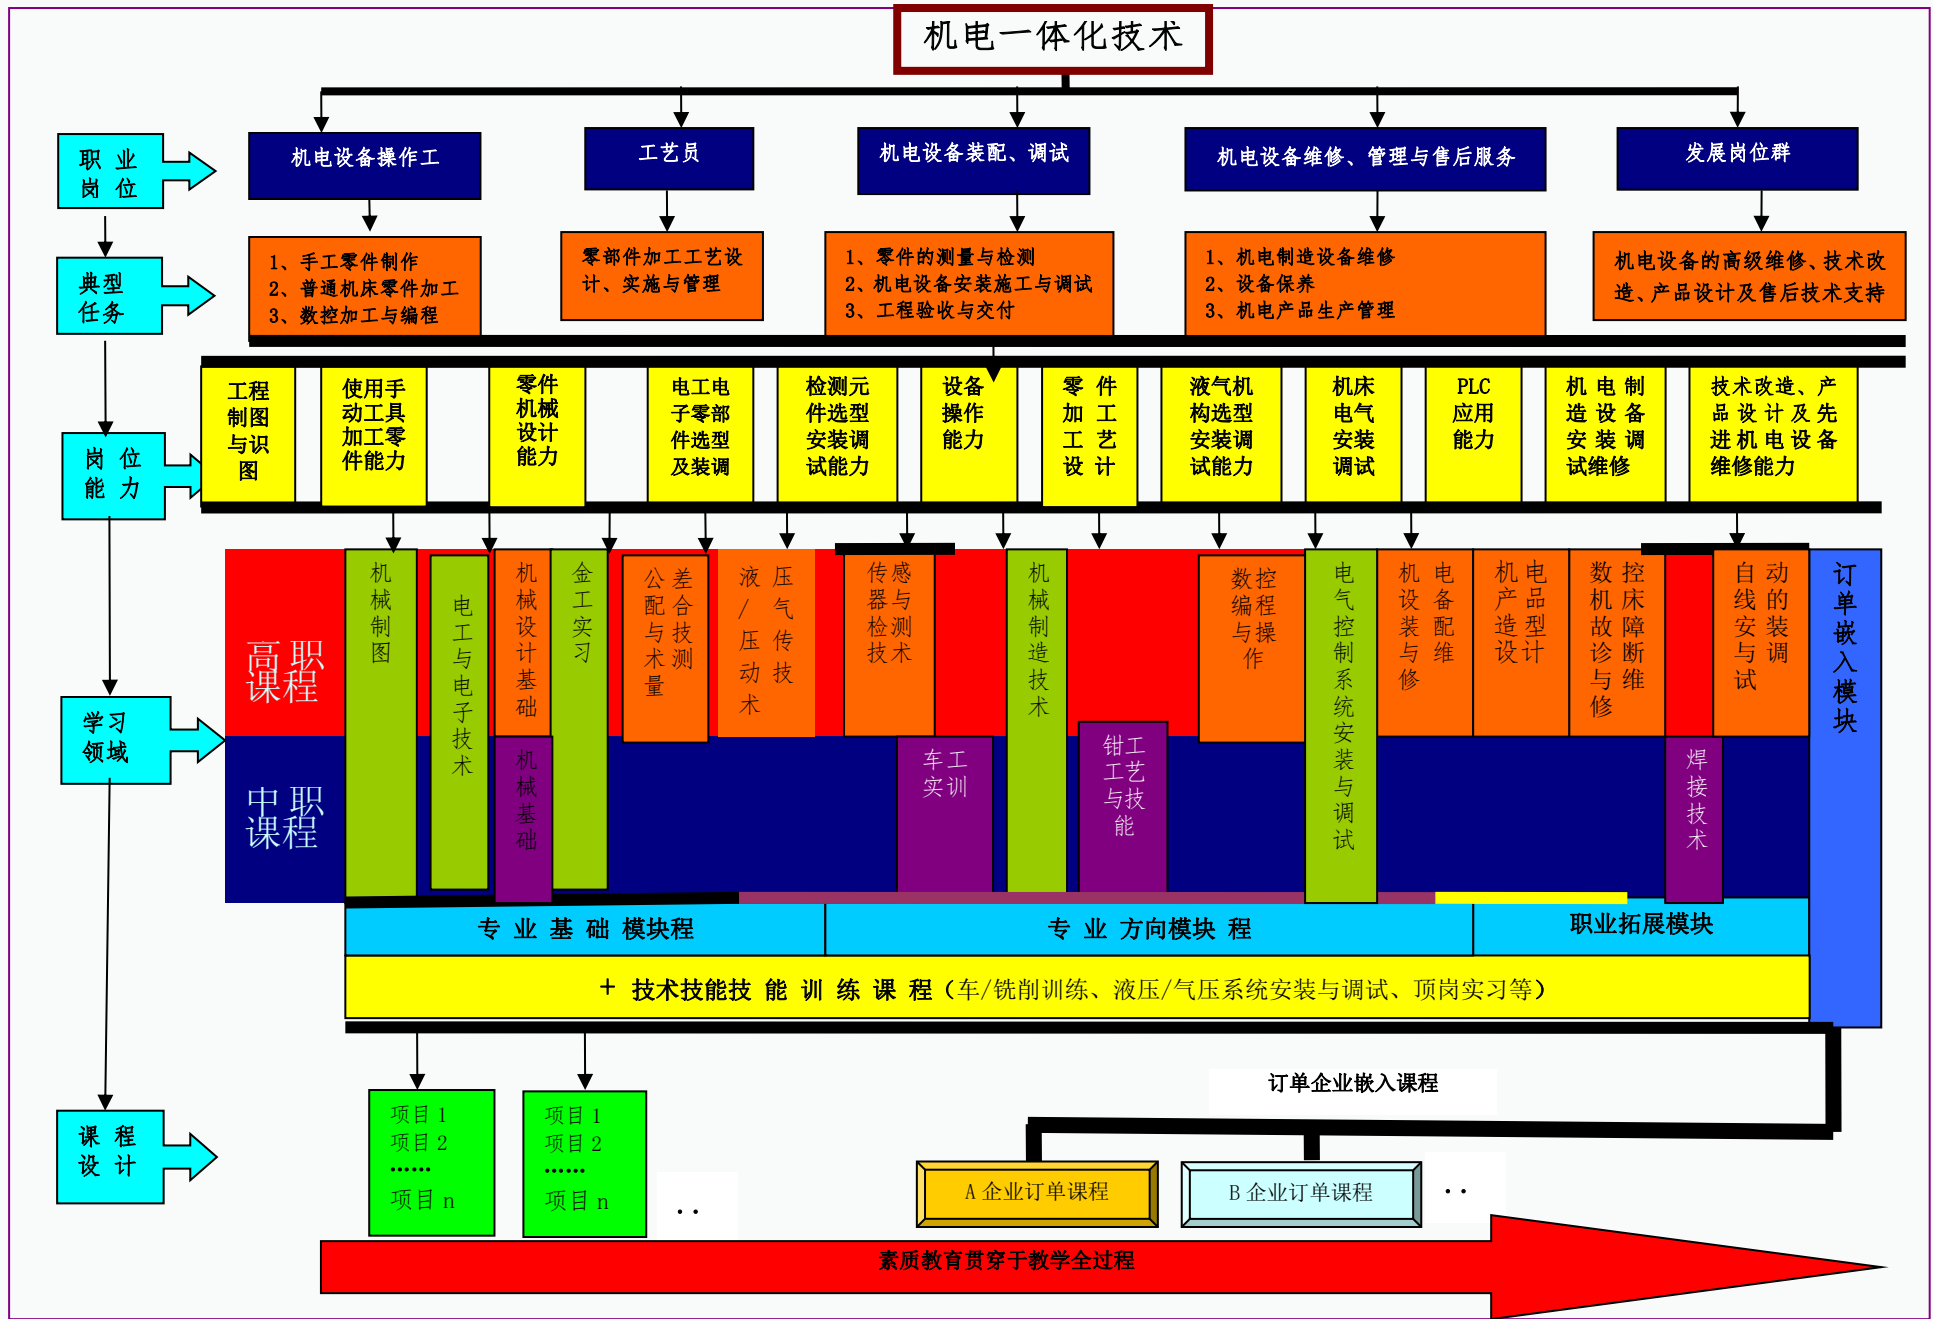 机电一体化技术
职 业
岗 位
机电设备操作工
工艺员
机电设备装配、调试
机电设备维修、管理与售后服务
发展岗位群
典型
任务
1、手工零件制作
2、普通机床零件加工
3、数控加工与编程
零部件加工工艺设
计、实施与管理
1、零件的测量与检测
2、机电设备安装施工与调试
3、工程验收与交付
1、机电制造设备维修
2、设备保养
3、机电产品生产管理
机电设备的高级维修、技术改
造、产品设计及售后技术支持
岗 位
能 力
工程
制图
与识
图
使用手
动工具
加工零
件能力
零件
机械
设计
能力
电工电
子零部
件选型
及装调
检测元
件选型
安装调
试能力
设备
操作
能力
零 件
加 工
工 艺
设 计
液气机
构选型
安装调
试能力
机床
电气
安装
调试
PLC
应用
能力
机 电 制
造 设 备
安 装 调
试维修
技术改造、产
品 设 计 及 先
进 机 电 设 备
维修能力
学习
领域
高 职
课程
中 职
课程
机械制图
电工与电子技术
机械设计基础
机械基础
金工实习
公 差
配 合
与 技
术 测
量
液 压
/ 气
压 传
动 技
术
传感
器与
检测
技术
车工
实训
机械制造技术
钳工
工艺
与技
能
数控
编程
与操
作
电气控制系统安装与调试
机 电
设 备
装 配
与 维
修
机 电
产 品
造 型
设 计
数 控
机 床
故 障
诊 断
与 维
修
焊接技术
自 动
线 的
安 装
与 调
试
订单嵌入模块
专 业 基 础 模块程
专 业 方向模块 程
职业拓展模块
+ 技术技能技 能 训 练 课 程（车/铣削训练、液压/气压系统安装与调试、顶岗实习等）
课 程
设 计
项目 1
项目 2
……
项目 n
项目 1
项目 2
……
项目 n
..
订单企业嵌入课程
A 企业订单课程
B 企业订单课程
..
素质教育贯穿于教学全过程